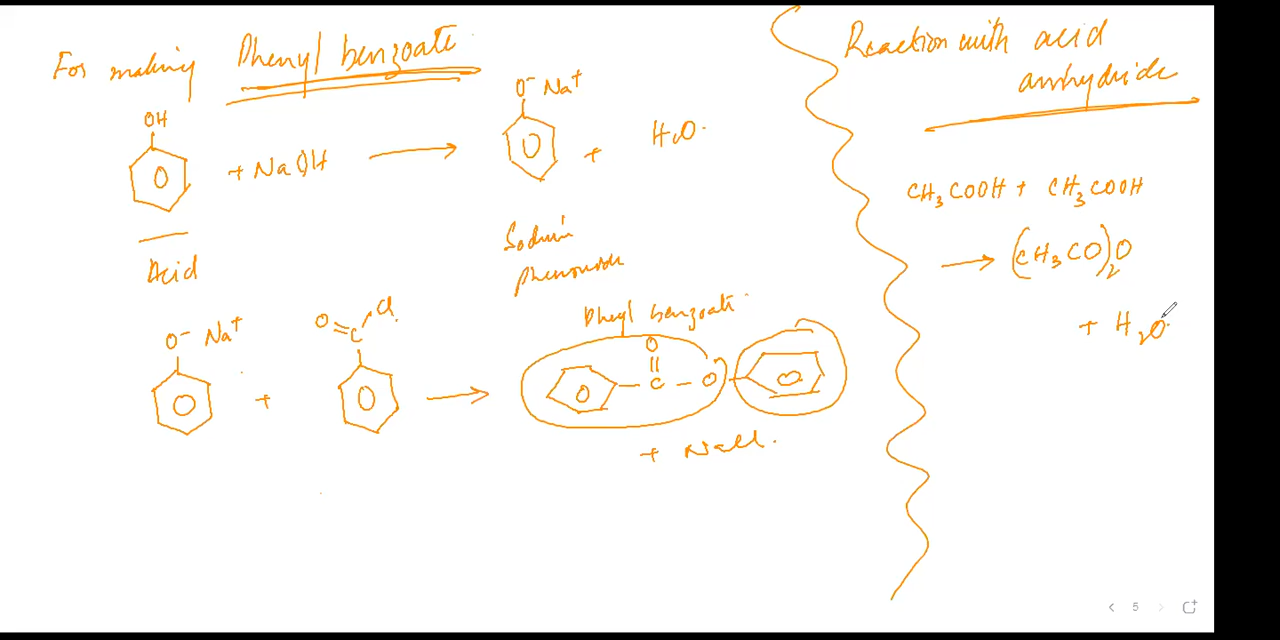 For making Phenyl benzoate
OH
+ NaOH
O⁻ Na⁺
+
H₂O.
Acid
Sodium
O⁻ Na⁺
+
O=C
Cl
Phenyl benzoate
O
C - O
+ NaCl.
Reaction with acid
anhydride
CH₃COOH + CH₃COOH
→ (CH₃CO)₂O
+ H₂O
5